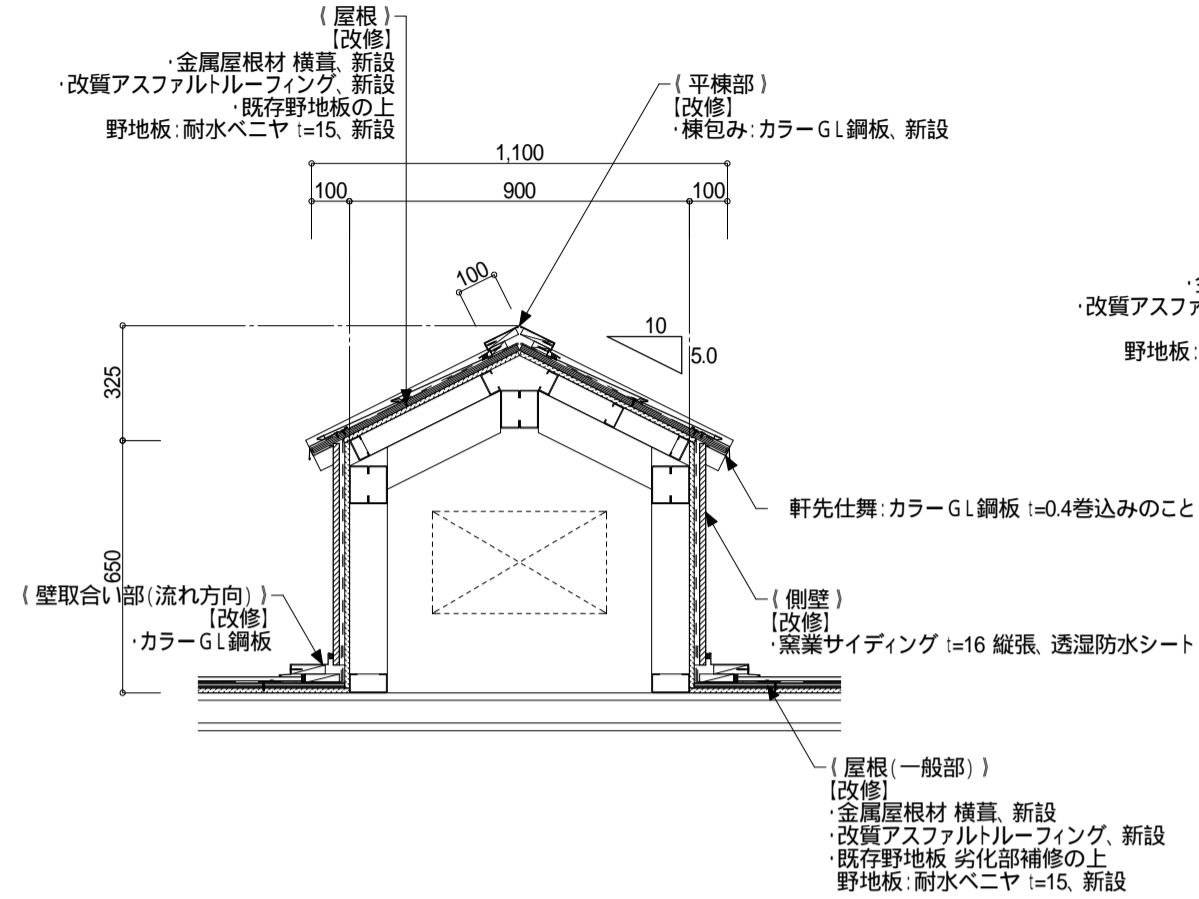 《 屋根 》
【改修】
・金属屋根材 横葺、新設
・改質アスファルトルーフィング、新設
・既存野地板の上
野地板：耐水ベニヤ t=15、新設
《 平棟部 》
【改修】
・棟包み：カラーGL鋼板、新設
1,100
100
900
100
100
10
5.0
325
650
・改質アスファ
野地板：
軒先仕舞：カラーGL鋼板 t=0.4巻込みのこと
《 壁取合い部(流れ方向) 》
【改修】
・カラーGL鋼板
《 側壁 》
【改修】
・窯業サイディング t=16 縦張、透湿防水シート
《 屋根(一般部) 》
【改修】
・金属屋根材 横葺、新設
・改質アスファルトルーフィング、新設
・既存野地板 劣化部補修の上
野地板：耐水ベニヤ t=15、新設